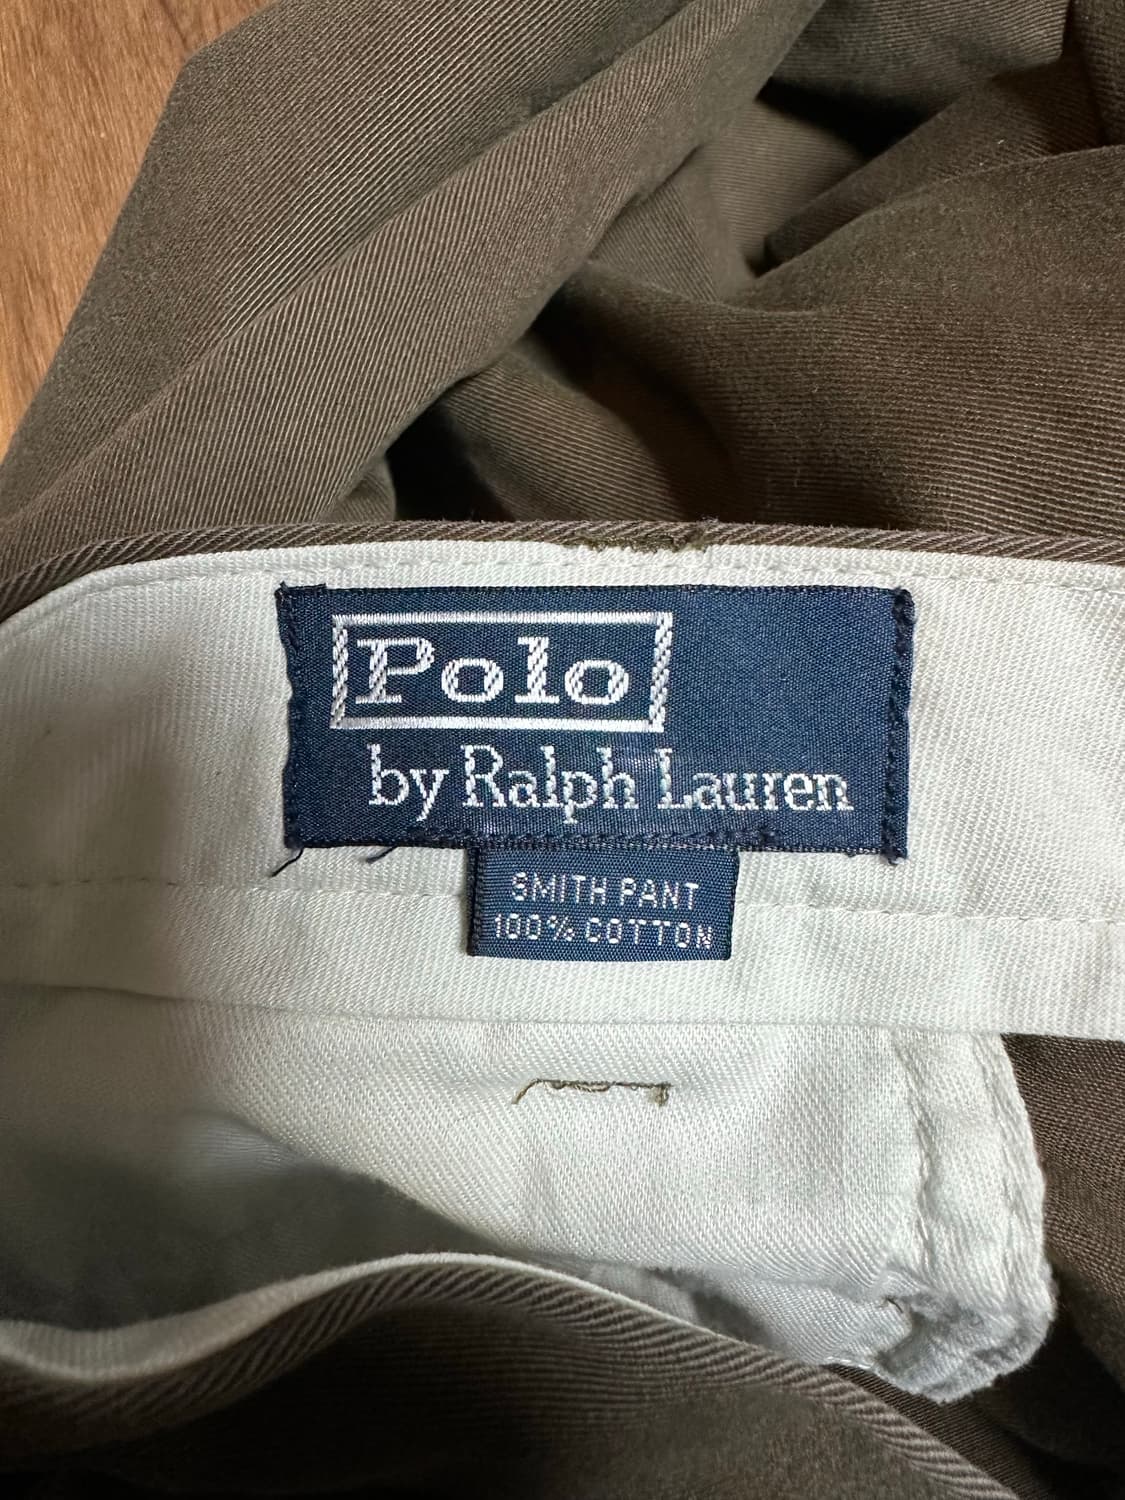 Polo
by Ralph Lauren
SMITH PANT
100% COTTON